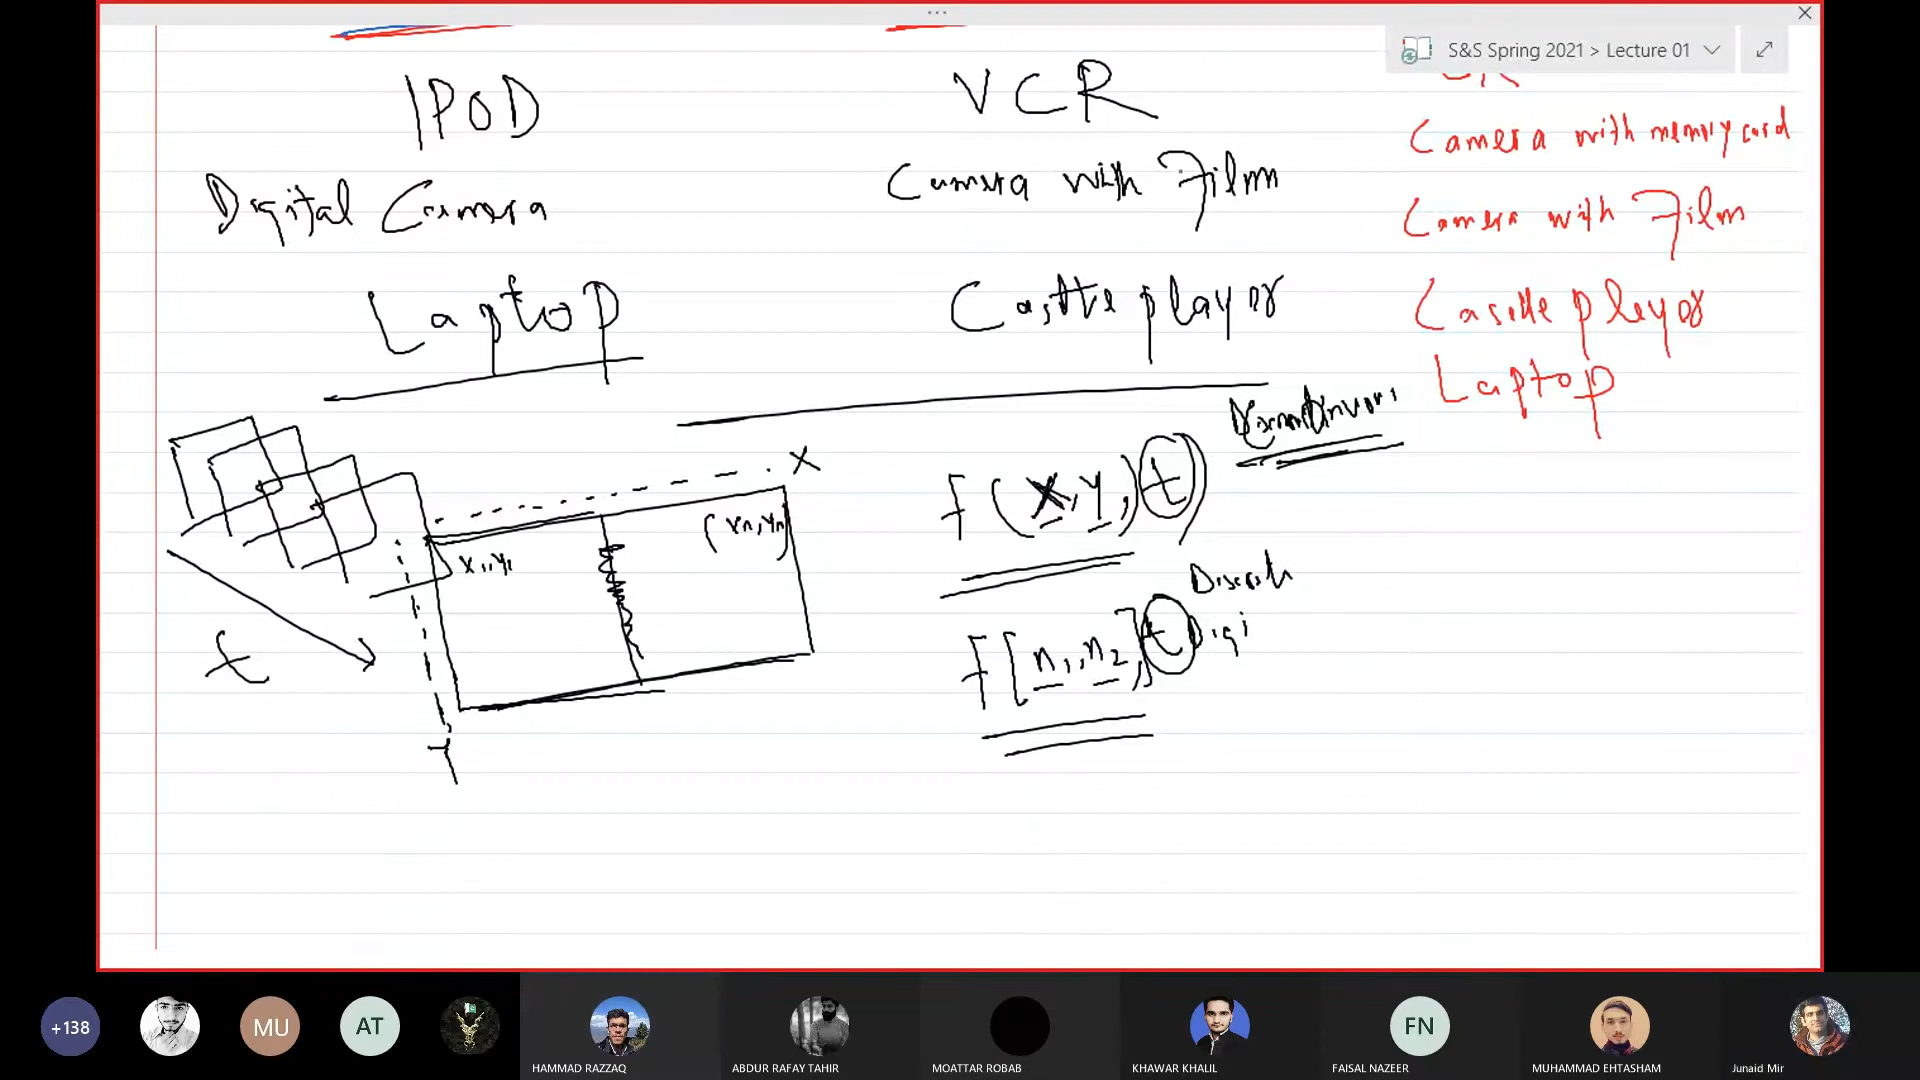 S&S Spring 2021 > Lecture 01
IPOD
VCR
Camera with memory card
Digital Camera
Camera with Film
Camera with Film
Laptop
Castte player
Casette pleyer
Laptop
X
f(x,y,t)
(xn,yn)
x1,y1
Discrete
t
f[n1,n2],t
Digi
Y
+138
MU
AT
FN
HAMMAD RAZZAQ
ABDUR RAFAY TAHIR
MOATTAR ROBAB
KHAWAR KHALIL
FAISAL NAZEER
MUHAMMAD EHTASHAM
Junaid Mir